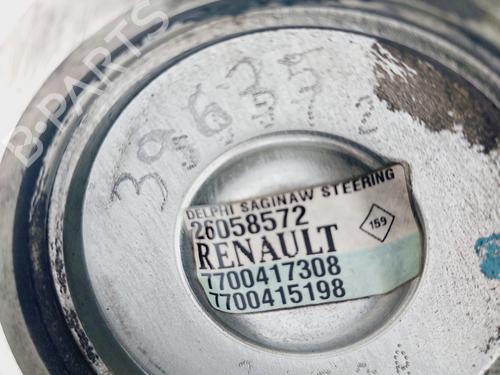 B-PARTS
39635
DELPHI SAGINAW STEERING
26058572
RENAULT
159
7700417308
7700415198